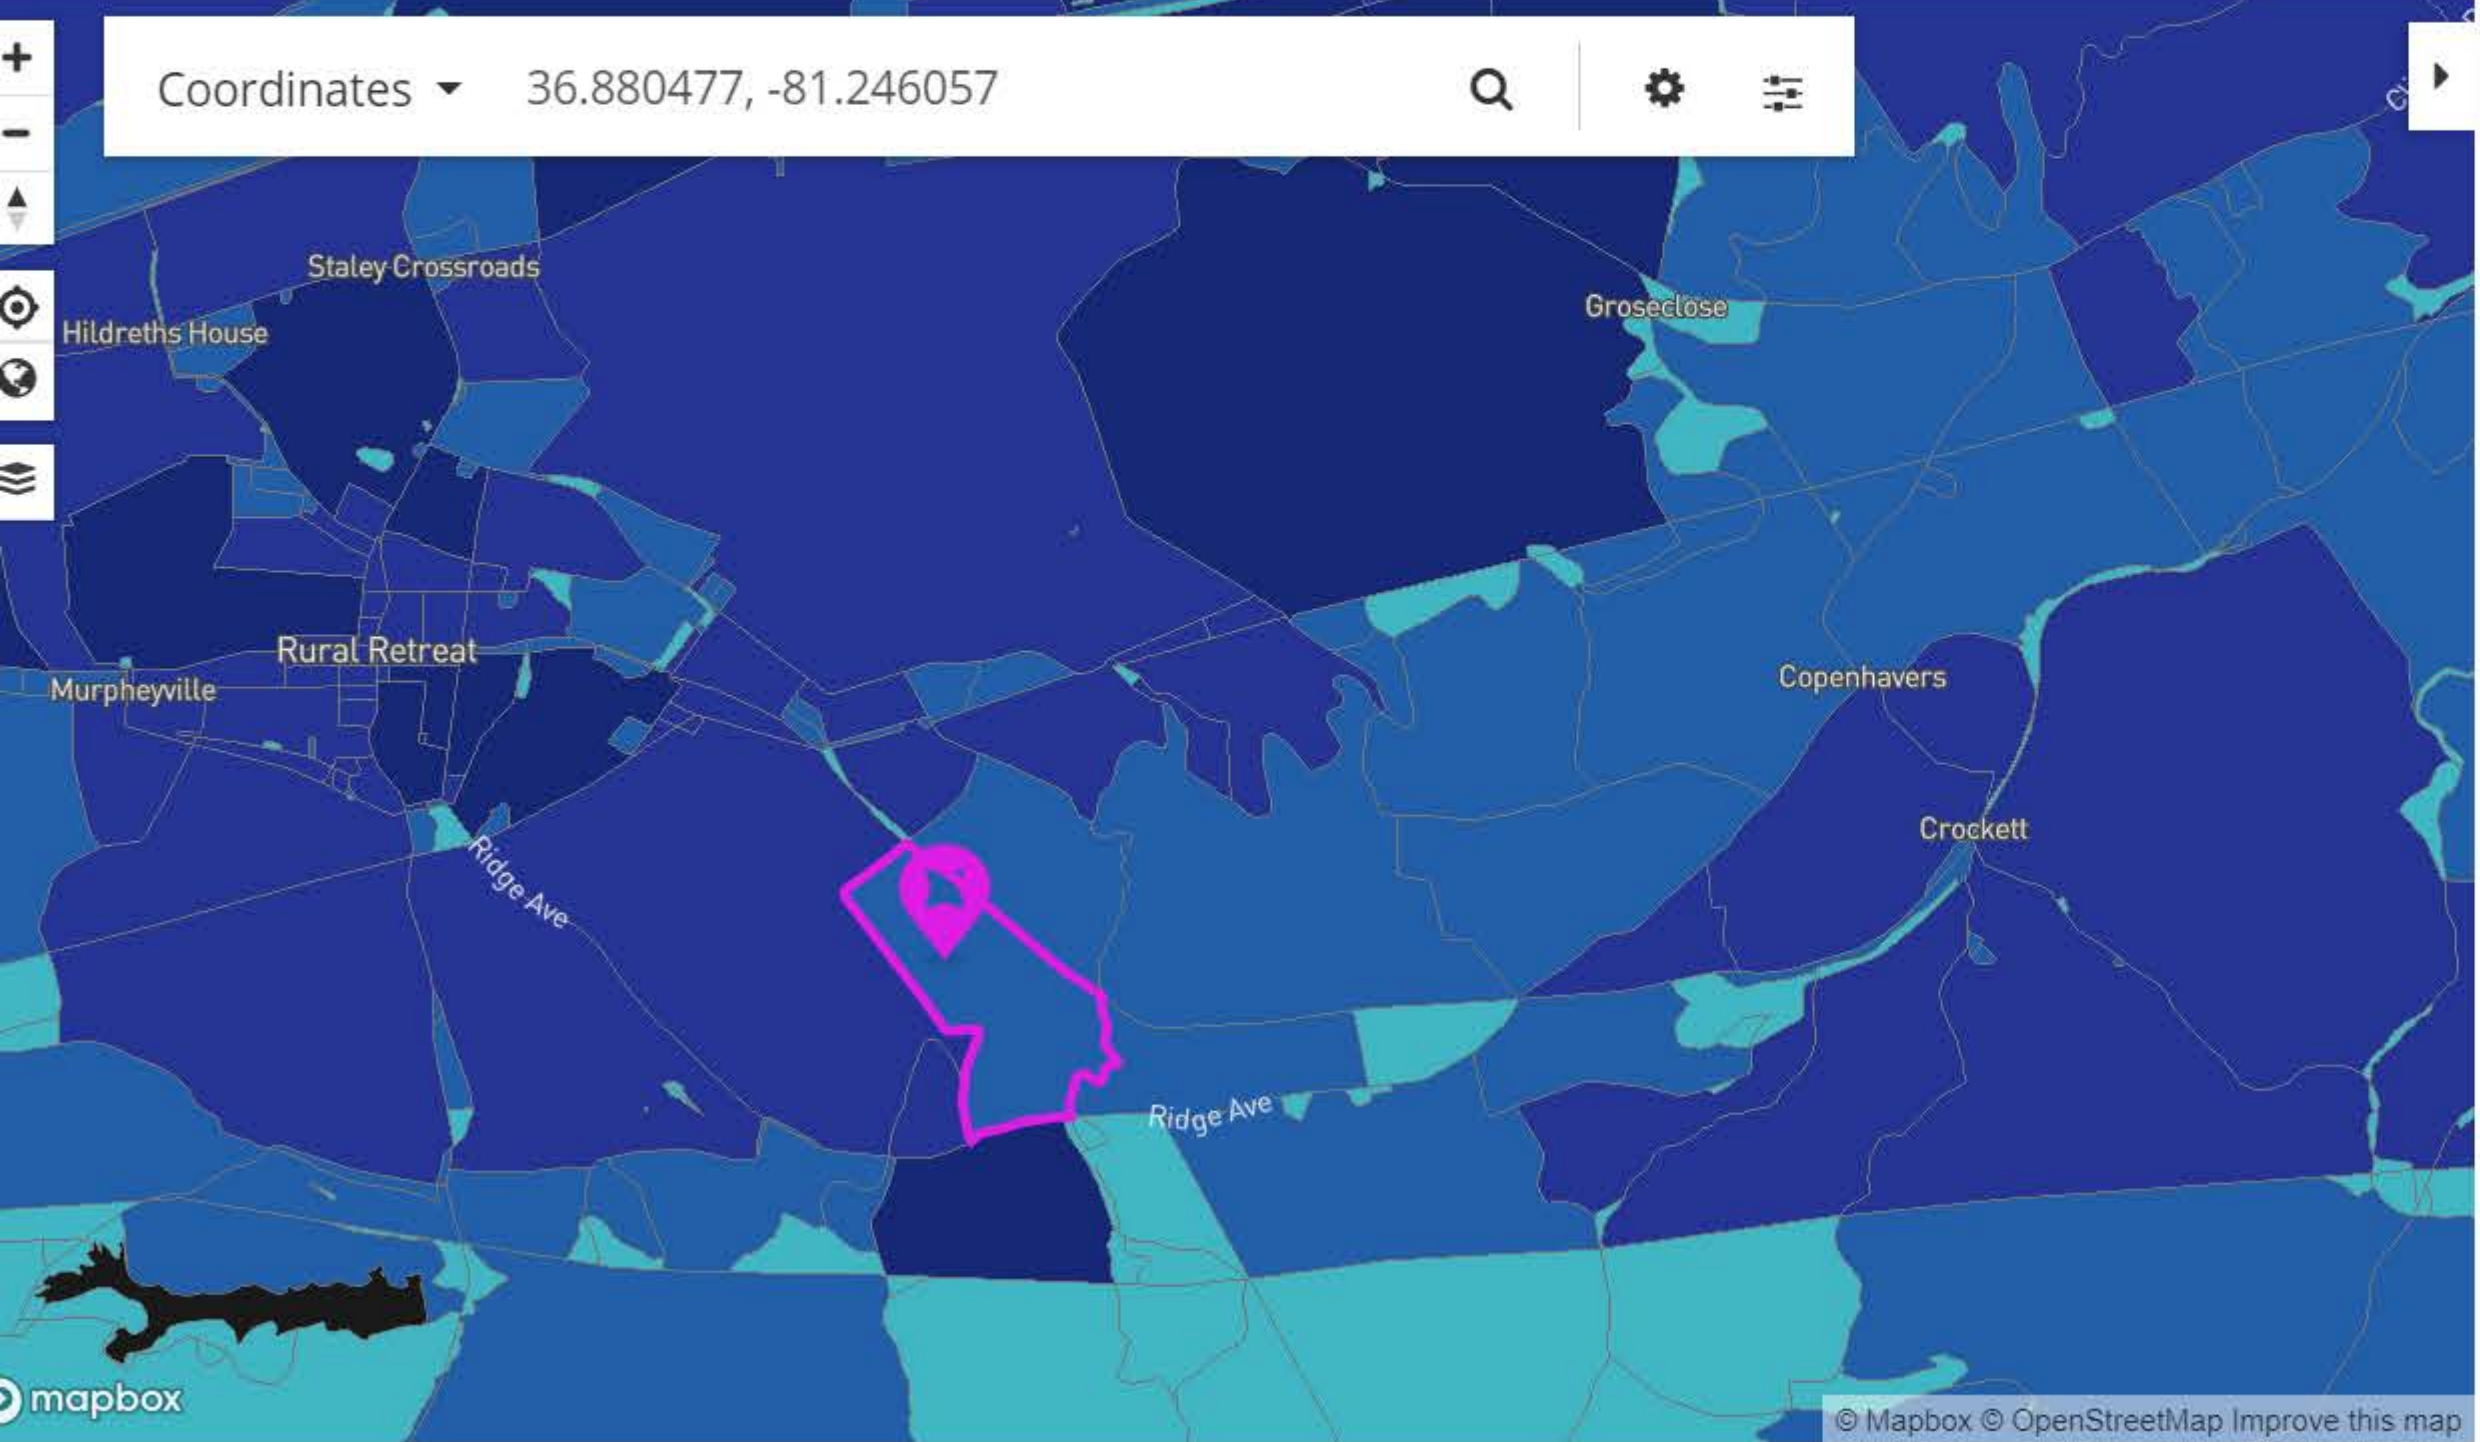 Coordinates 36.880477, -81.246057
Staley Crossroads
Groseclose
Hildreths House
Rural Retreat
Murpheyville
Copenhavers
Crockett
Ridge Ave
Ridge Ave
mapbox
© Mapbox © OpenStreetMap Improve this map